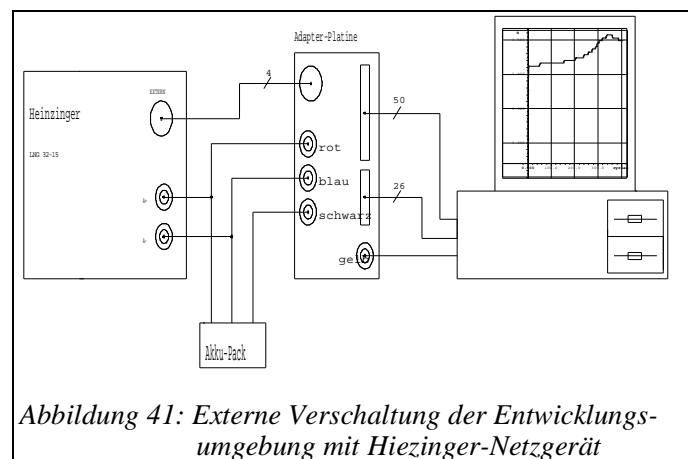 Adapter-Platine
Heinzinger
EXTERN
LNG 32-15
4
50
rot
blau
26
schwarz
gelb
Akku-Pack
Abbildung 41: Externe Verschaltung der Entwicklungs-
umgebung mit Hiezinger-Netzgerät